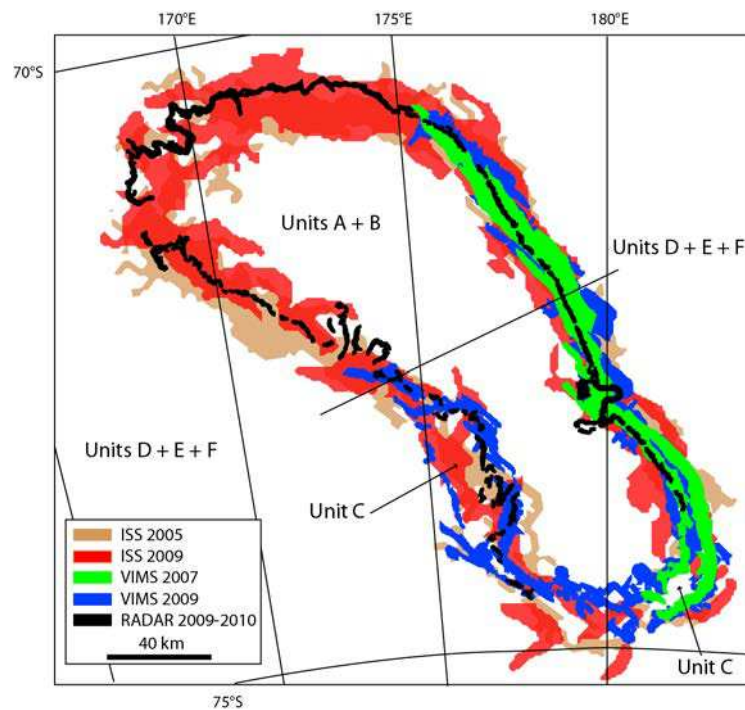 170°E
175°E
180°E
70°S
Units A + B
Units D + E + F
Units D + E + F
Unit C
ISS 2005
ISS 2009
VIMS 2007
VIMS 2009
RADAR 2009-2010
40 km
Unit C
75°S